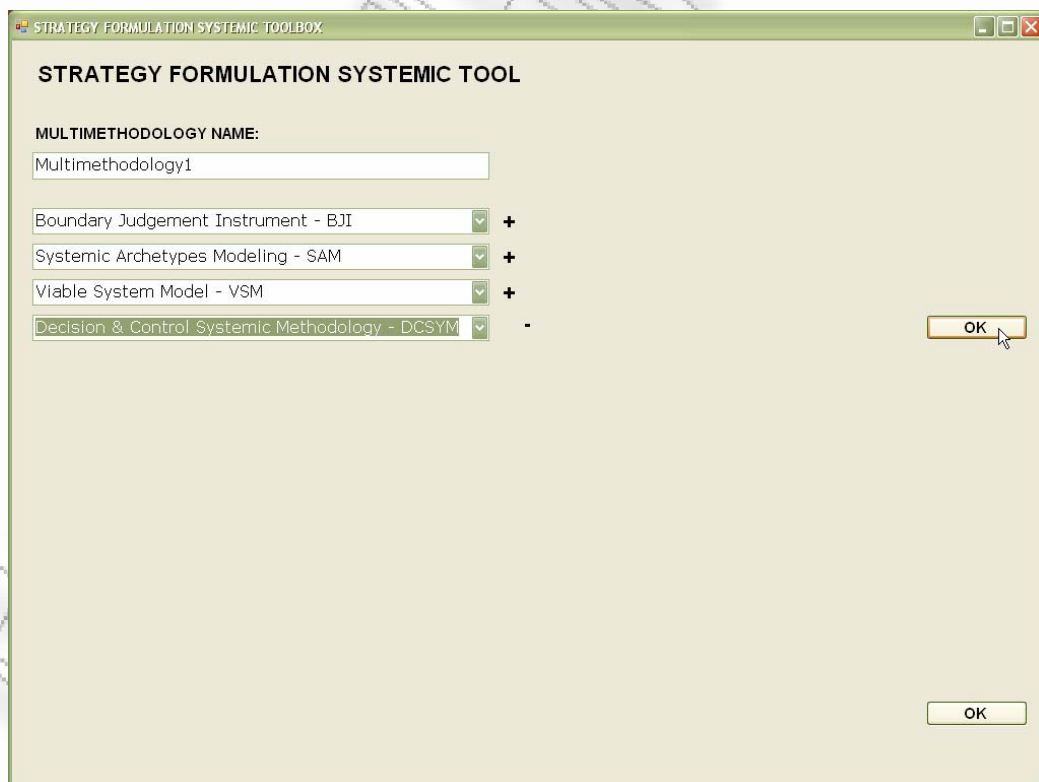 STRATEGY FORMULATION SYSTEMIC TOOLBOX
STRATEGY FORMULATION SYSTEMIC TOOL
MULTIMETHODOLOGY NAME:
Multimethodology1
Boundary Judgement Instrument - BJI +
Systemic Archetypes Modeling - SAM +
Viable System Model - VSM +
Decision & Control Systemic Methodology - DCSYM - OK
OK